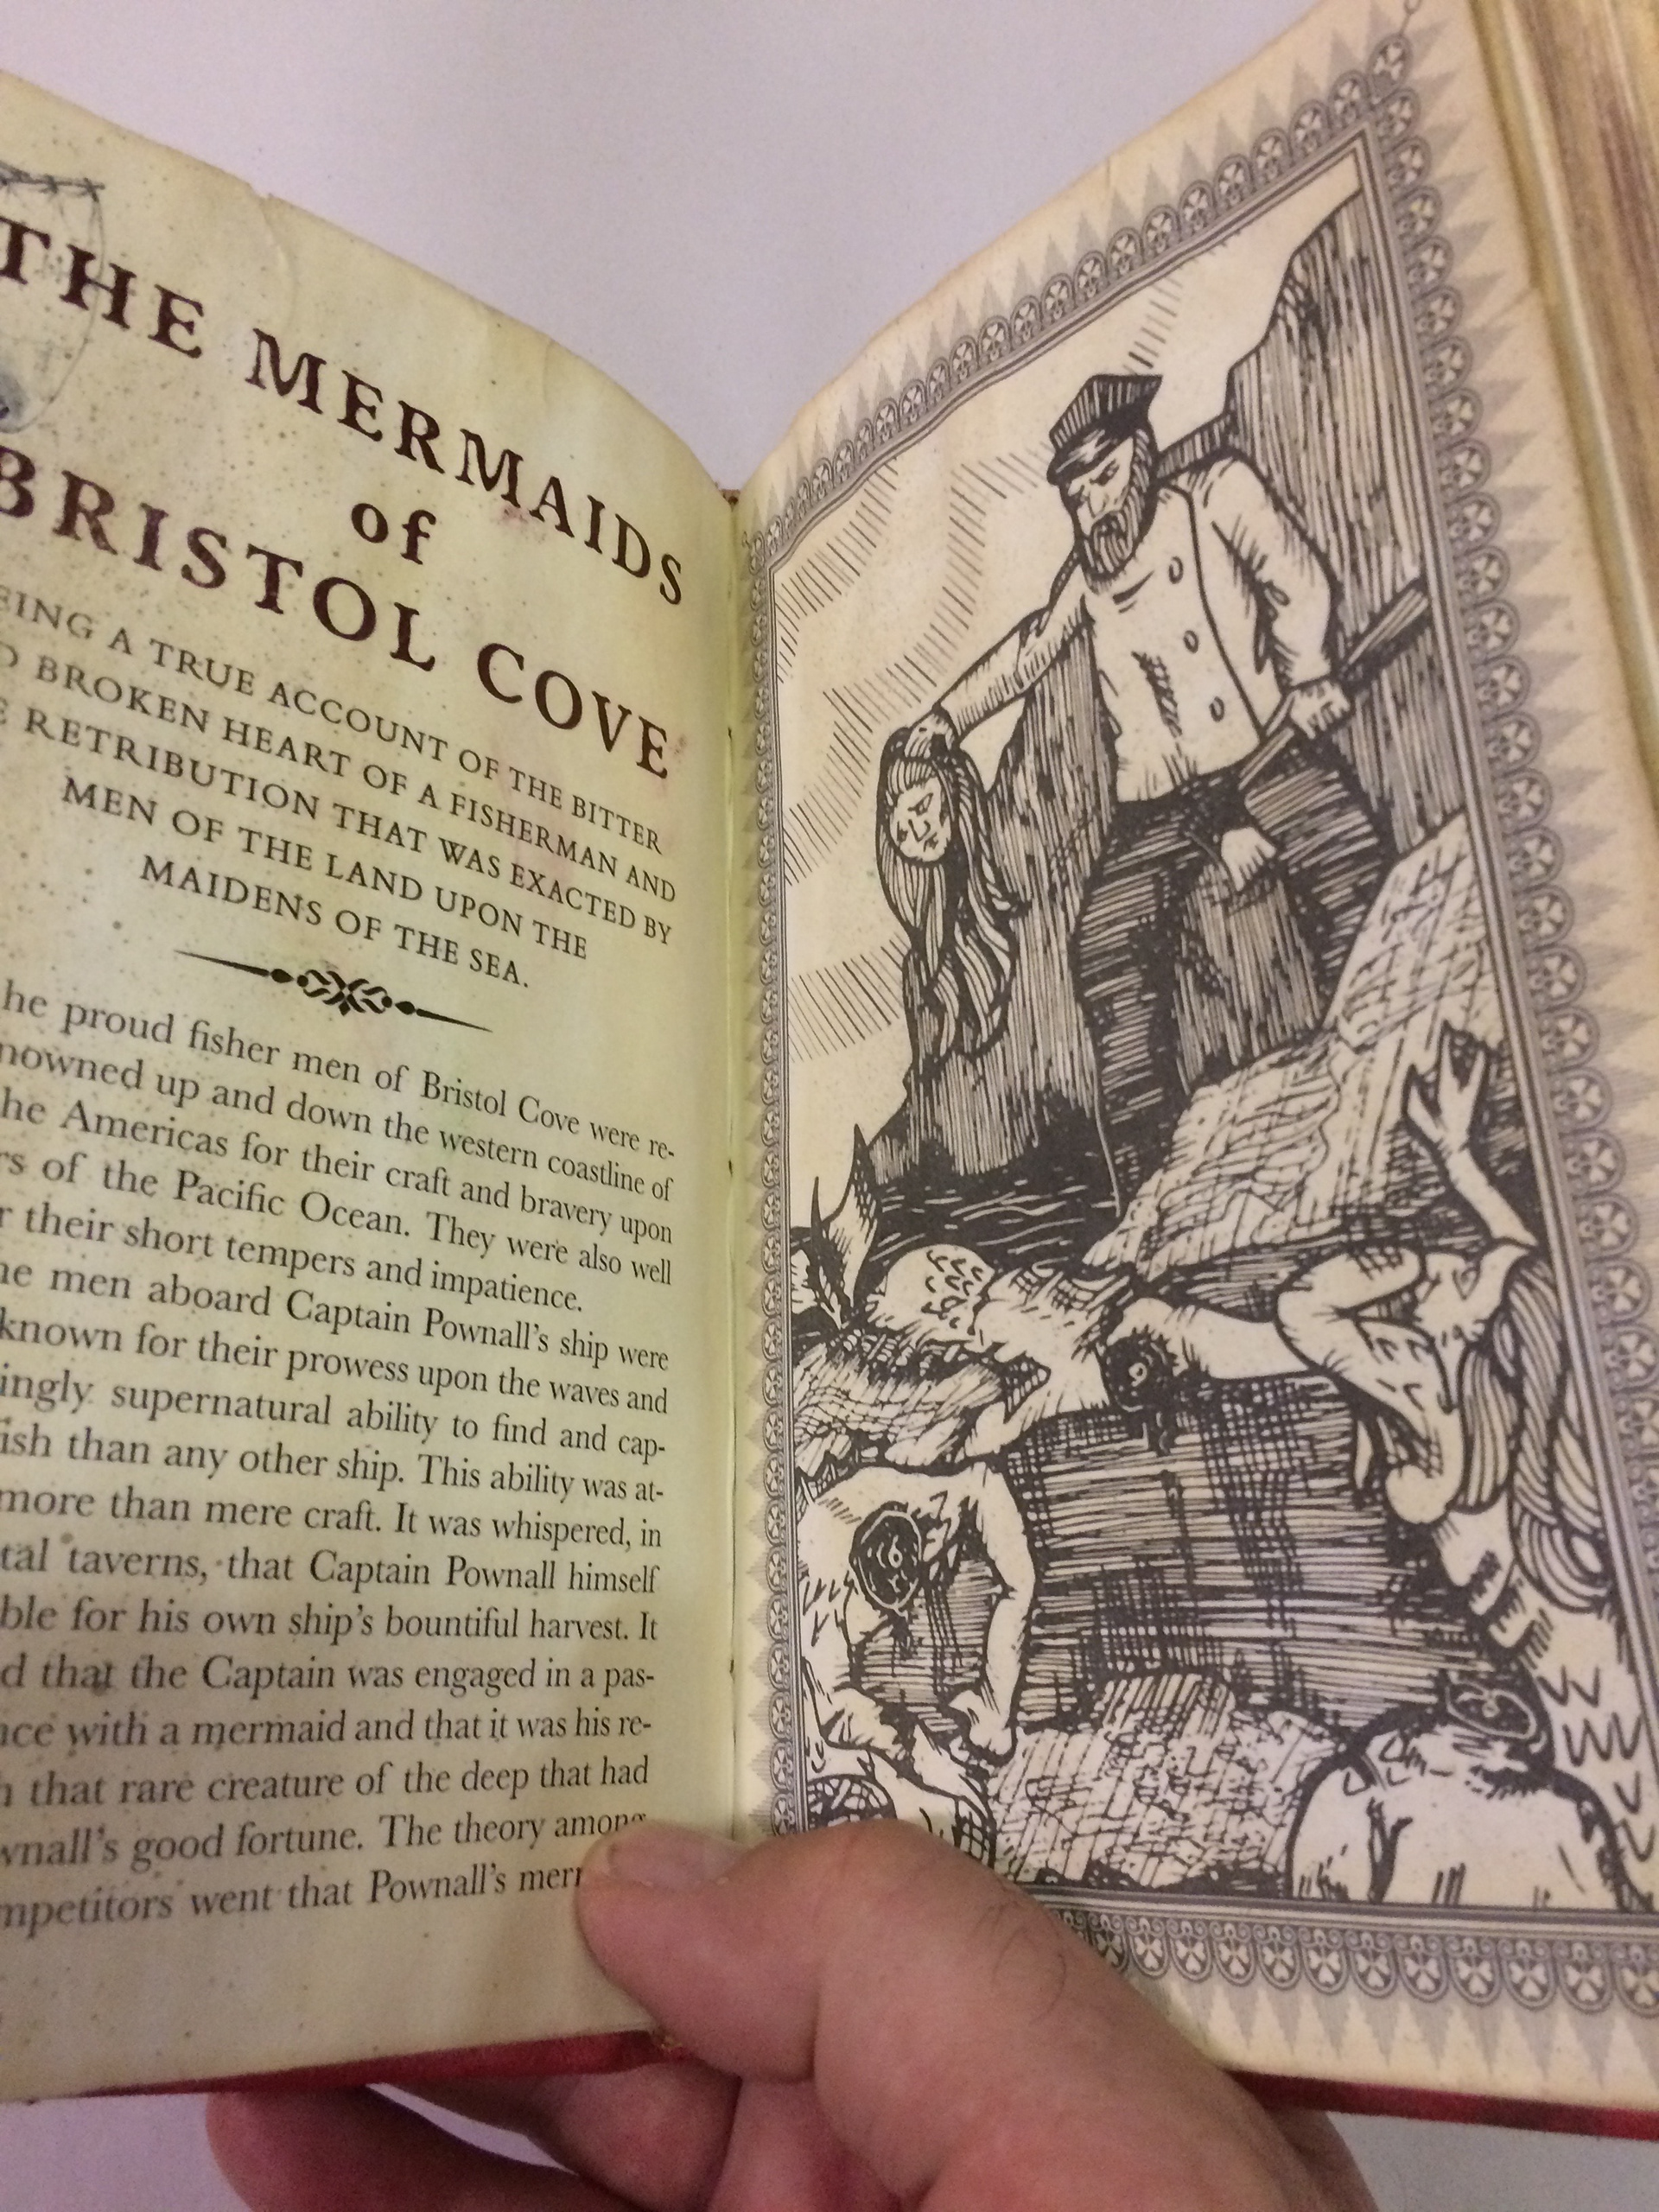 THE MERMAIDS
of
BRISTOL COVE
A TRUE ACCOUNT OF THE BITTER
BROKEN HEART OF A FISHERMAN AND
RETRIBUTION THAT WAS EXACTED BY
MEN OF THE LAND UPON THE
MAIDENS OF THE SEA.
he proud fisher men of Bristol Cove were re-
nowned up and down the western coastline of
he Americas for their craft and bravery upon
rs of the Pacific Ocean. They were also well
r their short tempers and impatience.
he men aboard Captain Pownall's ship were
known for their prowess upon the waves and
ingly supernatural ability to find and cap-
ish than any other ship. This ability was at-
more than mere craft. It was whispered, in
tal taverns, that Captain Pownall himself
ble for his own ship's bountiful harvest. It
d that the Captain was engaged in a pas-
nce with a mermaid and that it was his re-
h that rare creature of the deep that had
wnall's good fortune. The theory among
mpetitors went that Pownall's mer